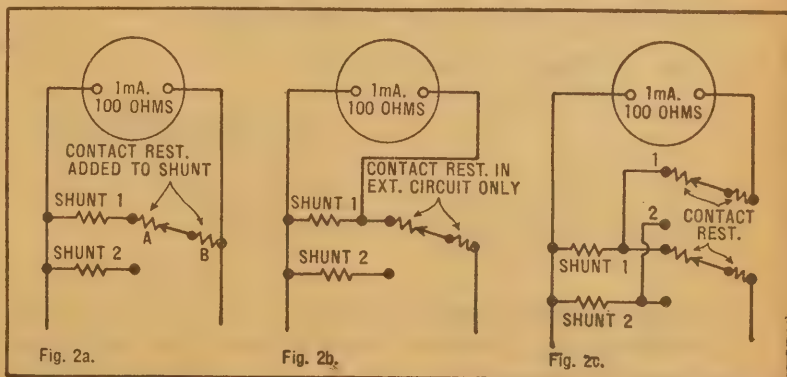 1mA.
100 OHMS
CONTACT REST.
ADDED TO SHUNT
SHUNT 1
A
B
SHUNT 2
Fig. 2a.
1mA.
100 OHMS
CONTACT REST. IN
EXT. CIRCUIT ONLY
SHUNT 1
SHUNT 2
Fig. 2b.
1mA.
100 OHMS
1
2
CONTACT
REST.
SHUNT 1
SHUNT 2
Fig. 2c.